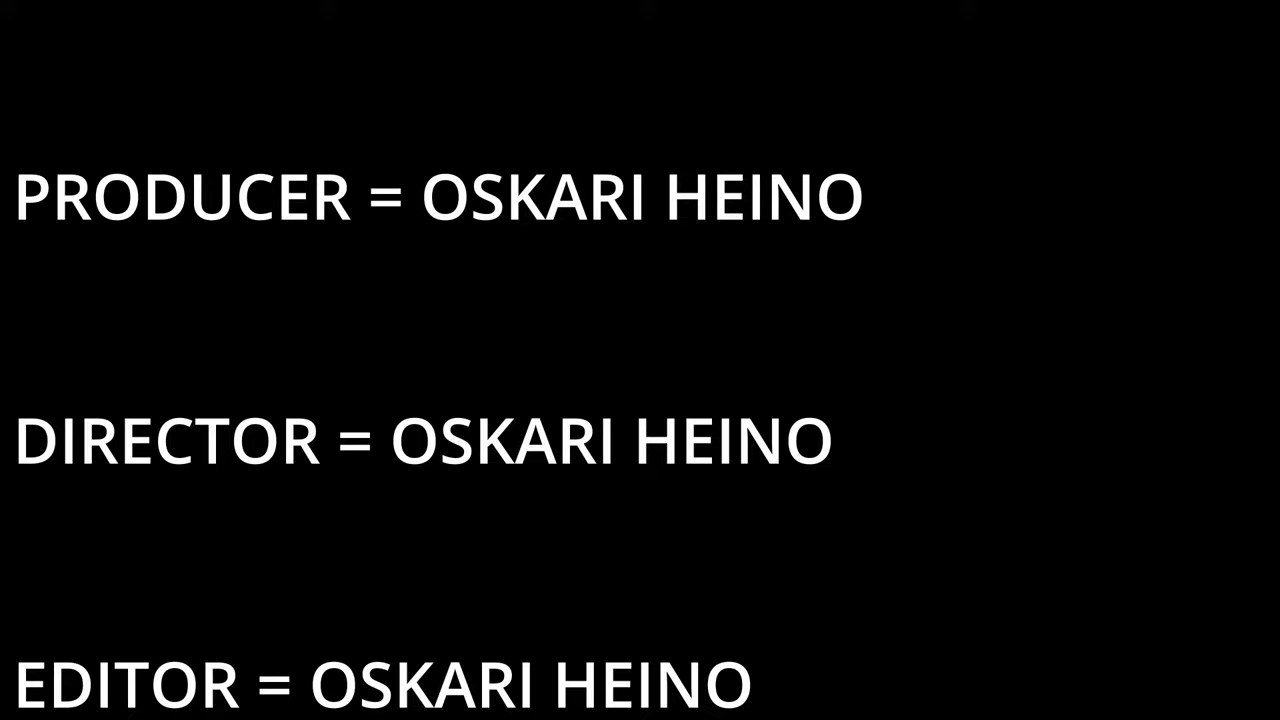 PRODUCER = OSKARI HEINO
DIRECTOR = OSKARI HEINO
EDITOR = OSKARI HEINO